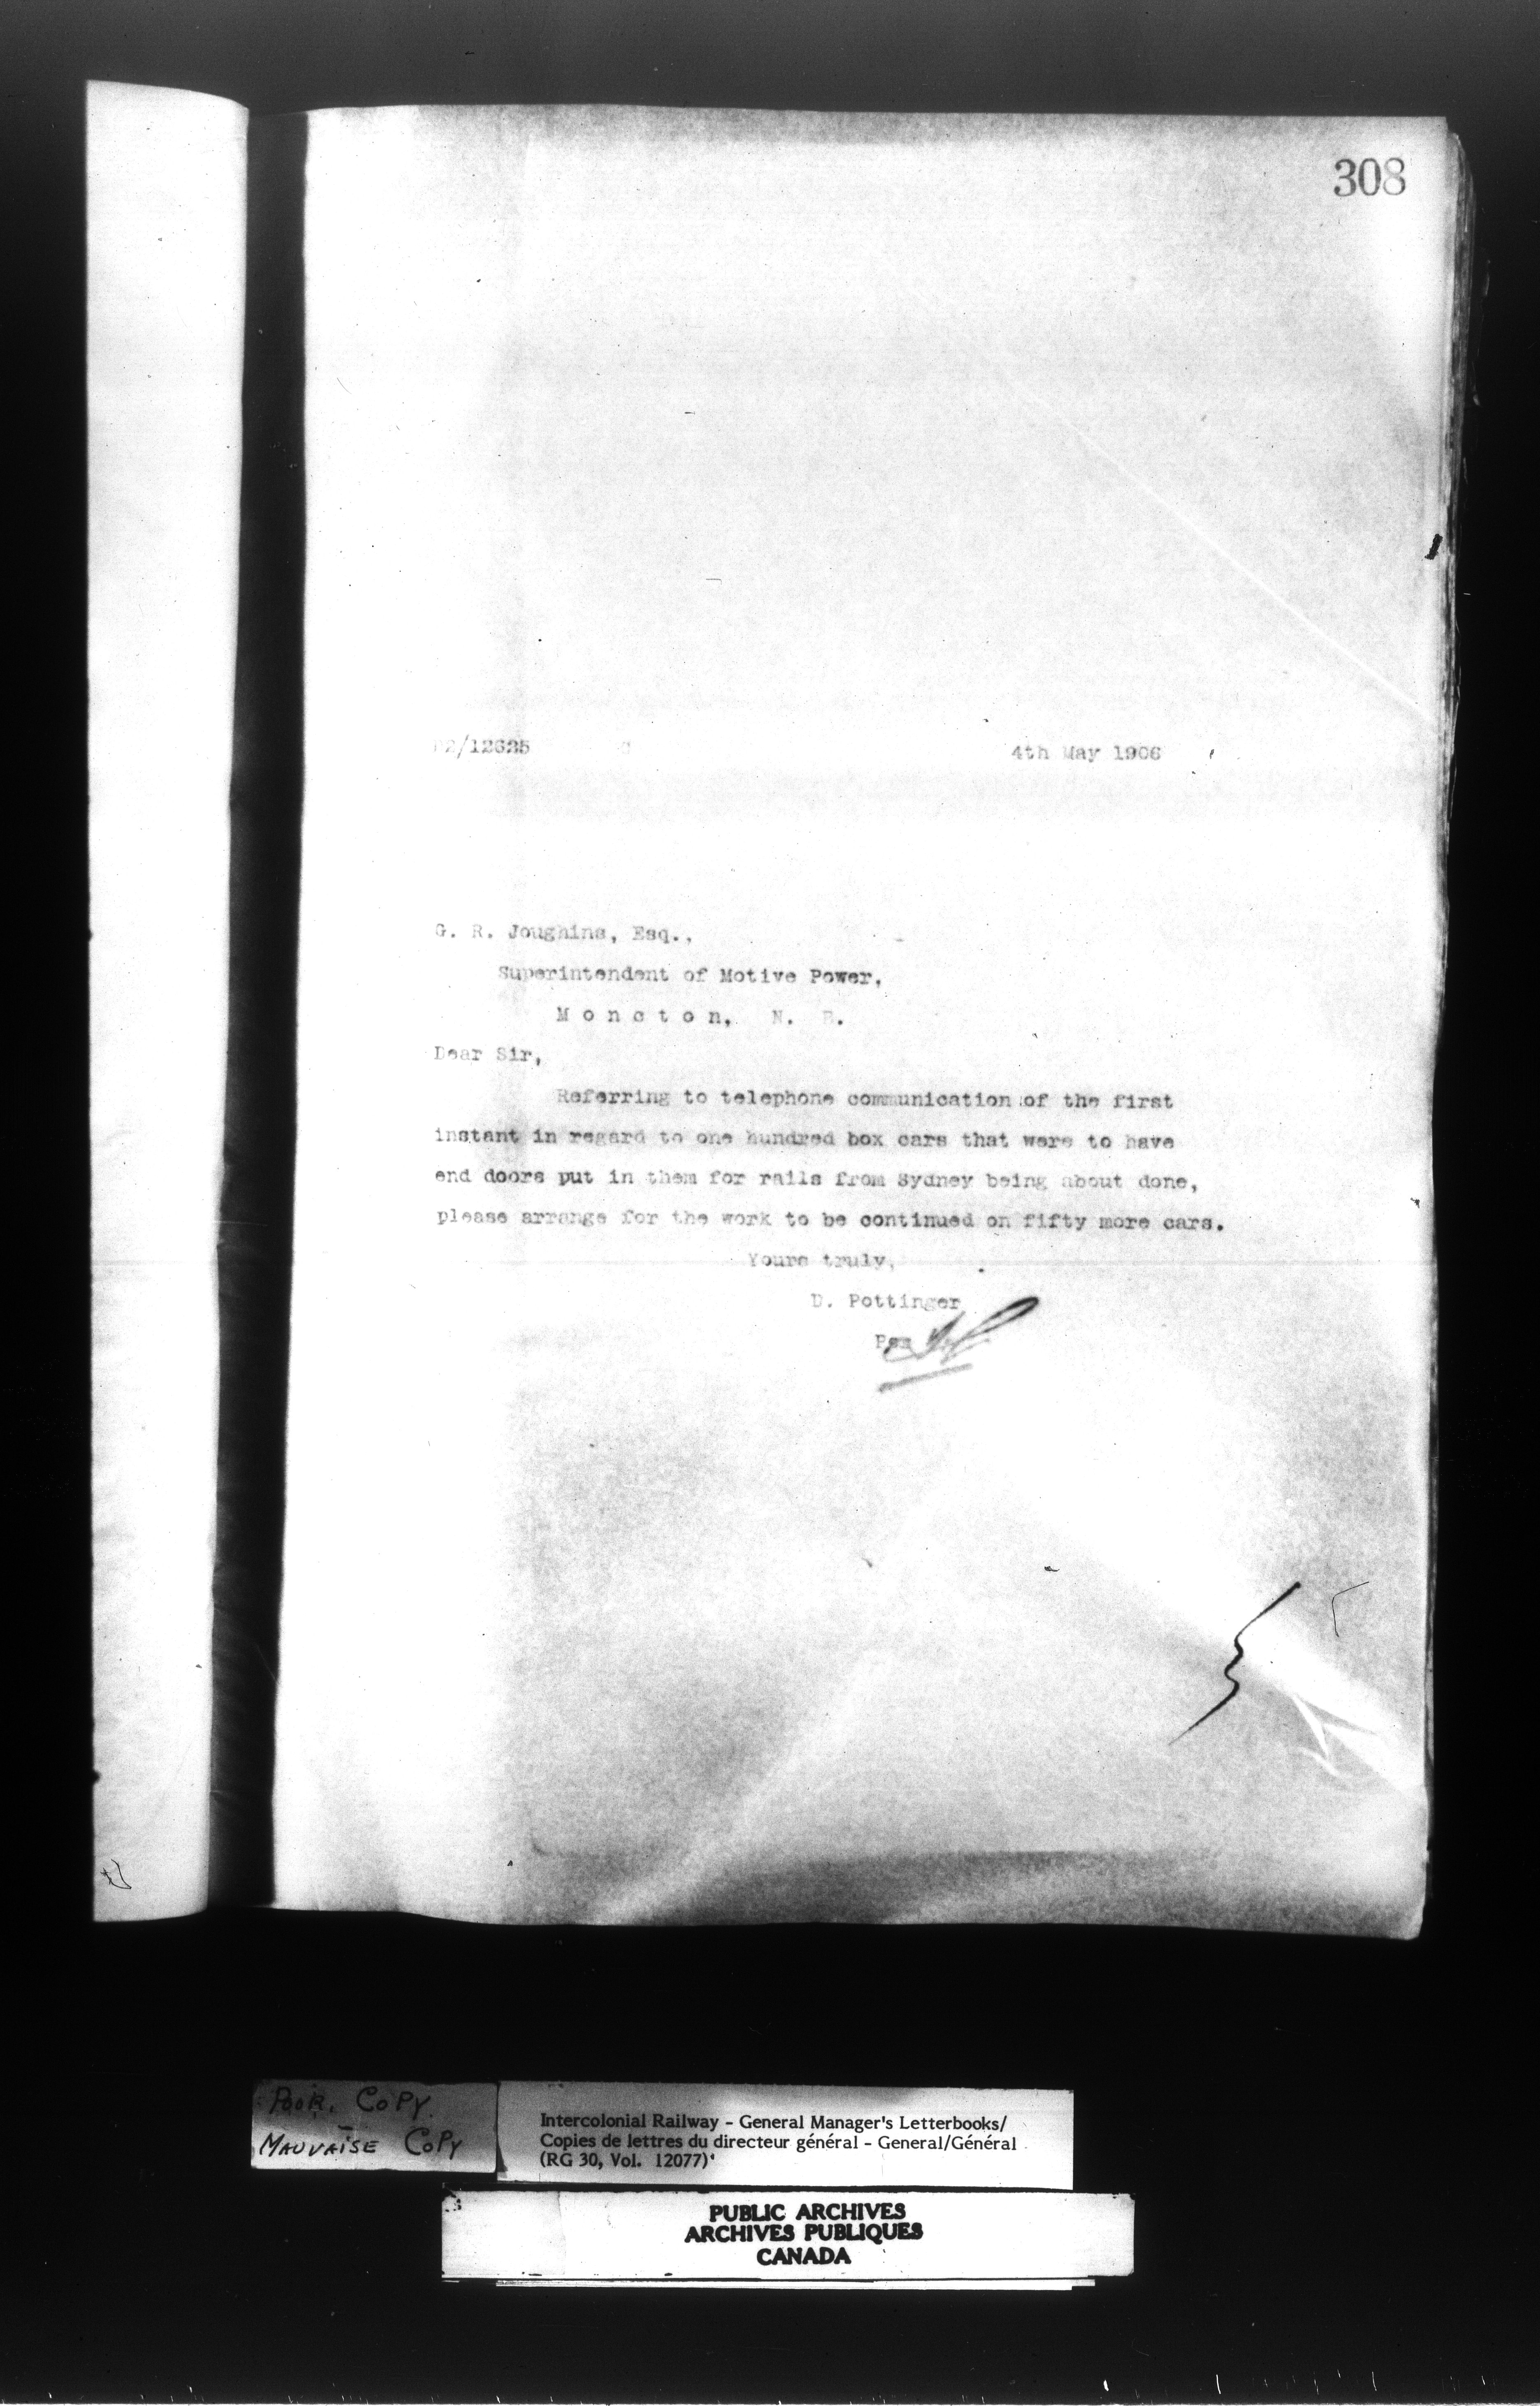 308
2/12625
4th May 1906
G. R. Joughins, Esq.,
Superintendent of Motive Power,
Moncton, N. B.
Dear Sir,
Referring to telephone communication of the first
instant in regard to one hundred box cars that were to have
end doors put in them for rails from Sydney being about done,
please arrange for the work to be continued on fifty more cars.
Yours truly,
D. Pottinger
POOR COPY
MAUVAISE COPY
Intercolonial Railway - General Manager's Letterbooks/
Copies de lettres du directeur général - General/Général
(RG 30, Vol. 12077)
PUBLIC ARCHIVES
ARCHIVES PUBLIQUES
CANADA